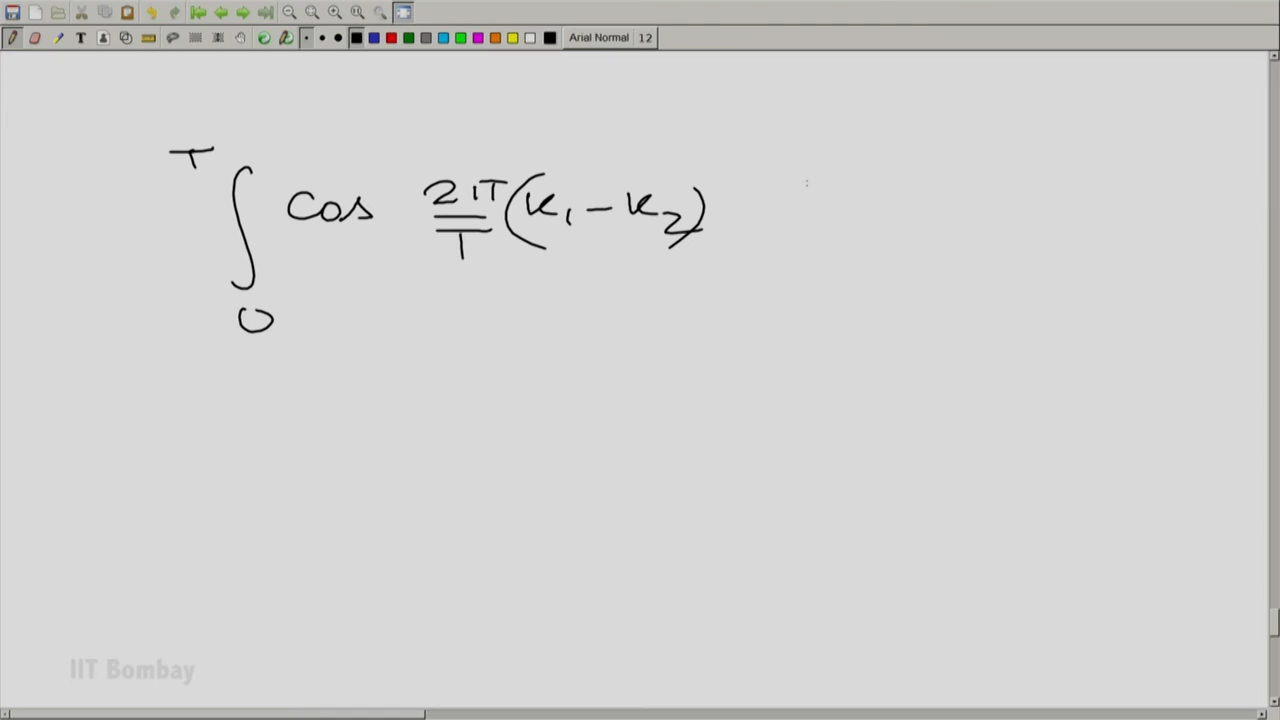 Arial Normal 12
T
∫ cos 2π/T (k₁ - k₂)
0
IIT Bombay